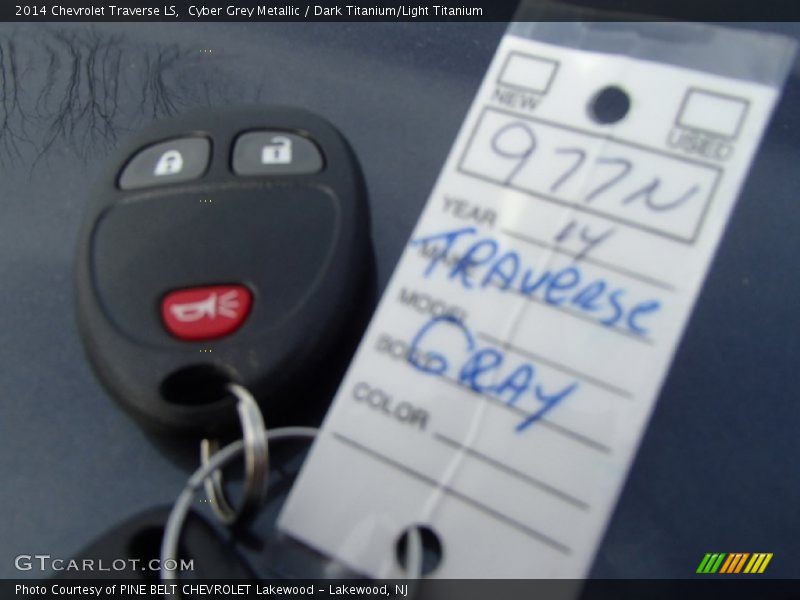 2014 Chevrolet Traverse LS,  Cyber Grey Metallic / Dark Titanium/Light Titanium
NEW
USED
977N
YEAR 14
MAKE TRAVERSE
MODEL
BODY GRAY
COLOR
GTCARLOT.COM
Photo Courtesy of PINE BELT CHEVROLET Lakewood – Lakewood, NJ